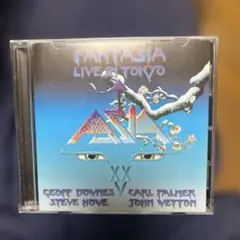 FANTASIA
LIVE IN TOKYO
ASIA
XXV
GEOFF DOWNES CARL PALMER
STEVE HOWE JOHN WETTON